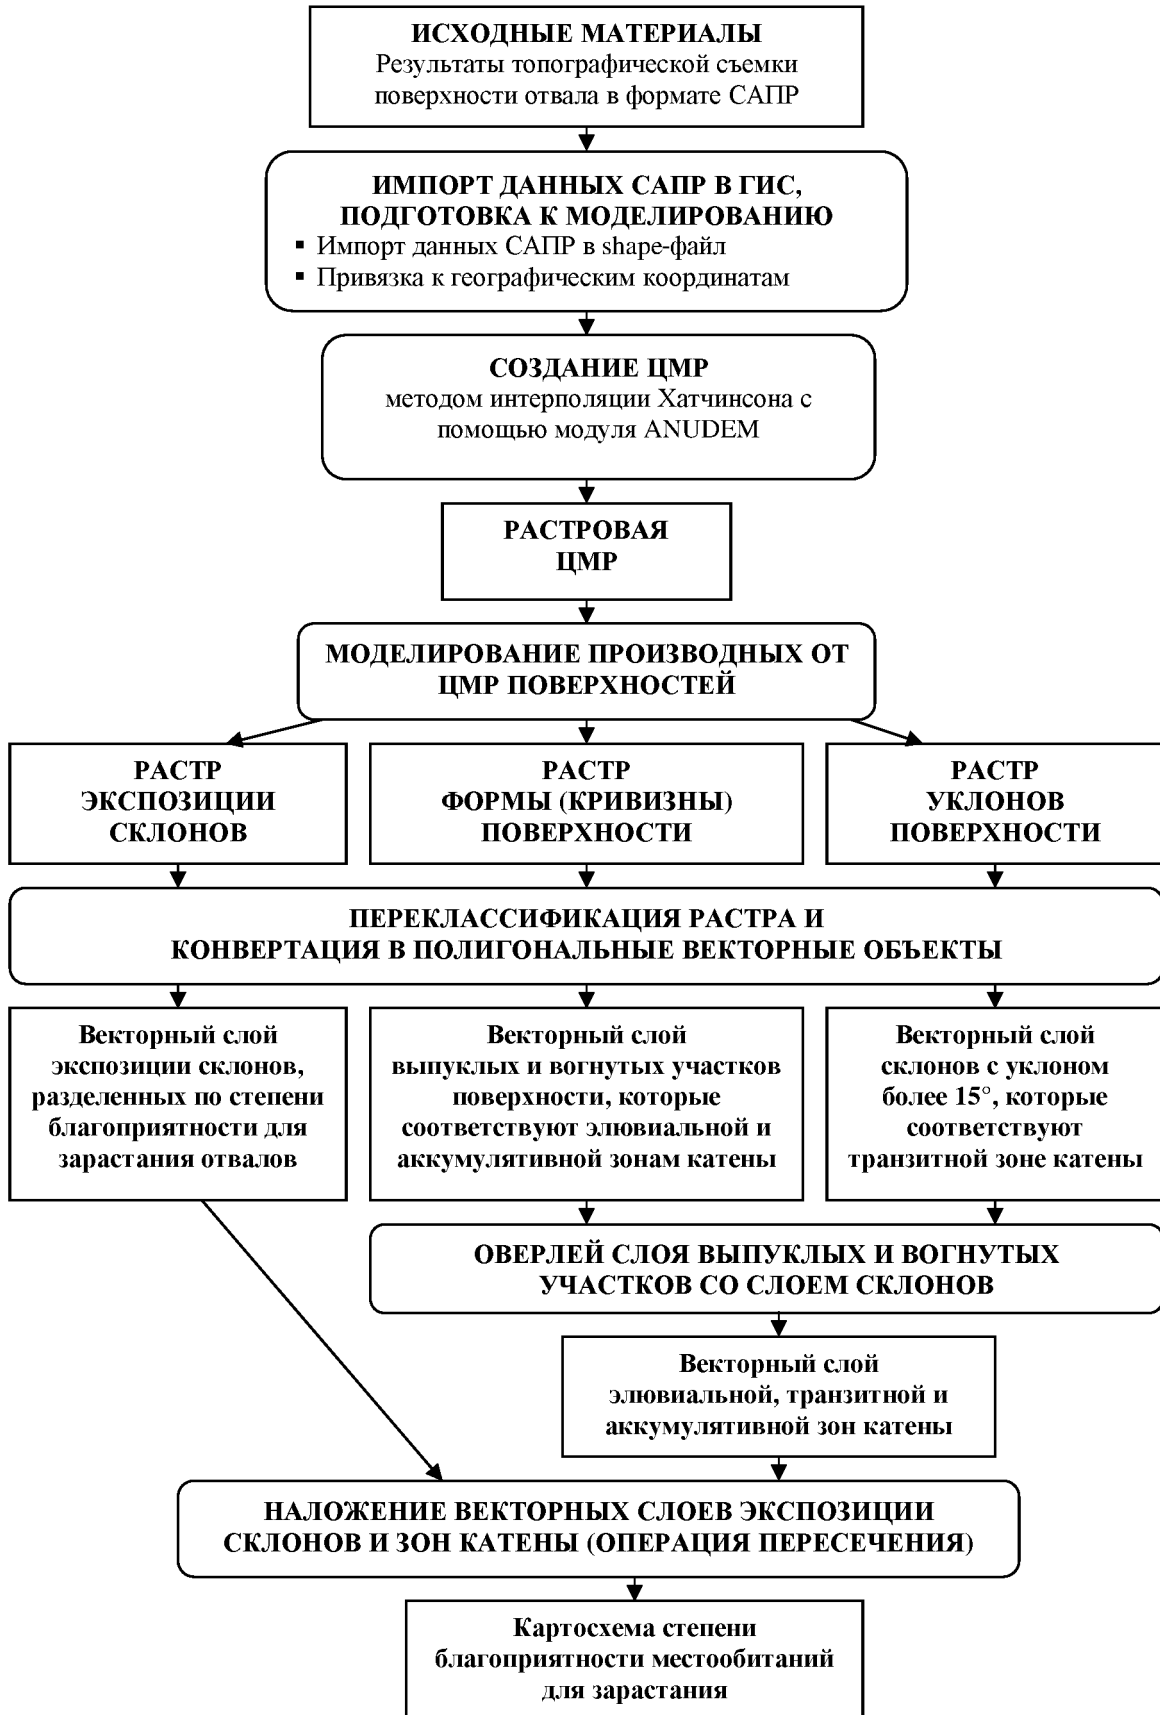 ИСХОДНЫЕ МАТЕРИАЛЫ
Результаты топографической съемки
поверхности отвала в формате САПР
ИМПОРТ ДАННЫХ САПР В ГИС,
ПОДГОТОВКА К МОДЕЛИРОВАНИЮ
▪ Импорт данных САПР в shape-файл
▪ Привязка к географическим координатам
СОЗДАНИЕ ЦМР
методом интерполяции Хатчинсона с
помощью модуля ANUDEM
РАСТРОВАЯ
ЦМР
МОДЕЛИРОВАНИЕ ПРОИЗВОДНЫХ ОТ
ЦМР ПОВЕРХНОСТЕЙ
РАСТР
ЭКСПОЗИЦИИ
СКЛОНОВ
РАСТР
ФОРМЫ (КРИВИЗНЫ)
ПОВЕРХНОСТИ
РАСТР
УКЛОНОВ
ПОВЕРХНОСТИ
ПЕРЕКЛАССИФИКАЦИЯ РАСТРА И
КОНВЕРТАЦИЯ В ПОЛИГОНАЛЬНЫЕ ВЕКТОРНЫЕ ОБЪЕКТЫ
Векторный слой
экспозиции склонов,
разделенных по степени
благоприятности для
зарастания отвалов
Векторный слой
выпуклых и вогнутых участков
поверхности, которые
соответствуют элювиальной и
аккумулятивной зонам катены
Векторный слой
склонов с уклоном
более 15°, которые
соответствуют
транзитной зоне катены
ОВЕРЛЕЙ СЛОЯ ВЫПУКЛЫХ И ВОГНУТЫХ
УЧАСТКОВ СО СЛОЕМ СКЛОНОВ
Векторный слой
элювиальной, транзитной и
аккумулятивной зон катены
НАЛОЖЕНИЕ ВЕКТОРНЫХ СЛОЕВ ЭКСПОЗИЦИИ
СКЛОНОВ И ЗОН КАТЕНЫ (ОПЕРАЦИЯ ПЕРЕСЕЧЕНИЯ)
Картосхема степени
благоприятности местообитаний
для зарастания